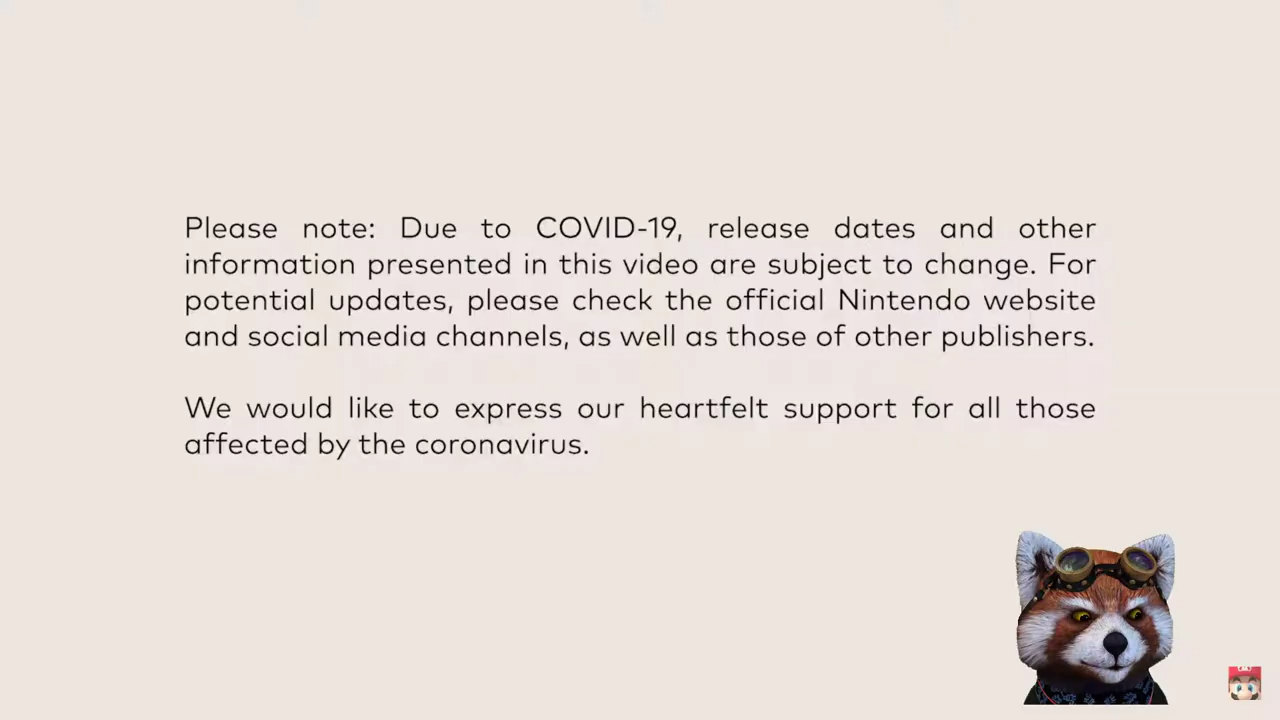 Please note: Due to COVID-19, release dates and other
information presented in this video are subject to change. For
potential updates, please check the official Nintendo website
and social media channels, as well as those of other publishers.
We would like to express our heartfelt support for all those
affected by the coronavirus.